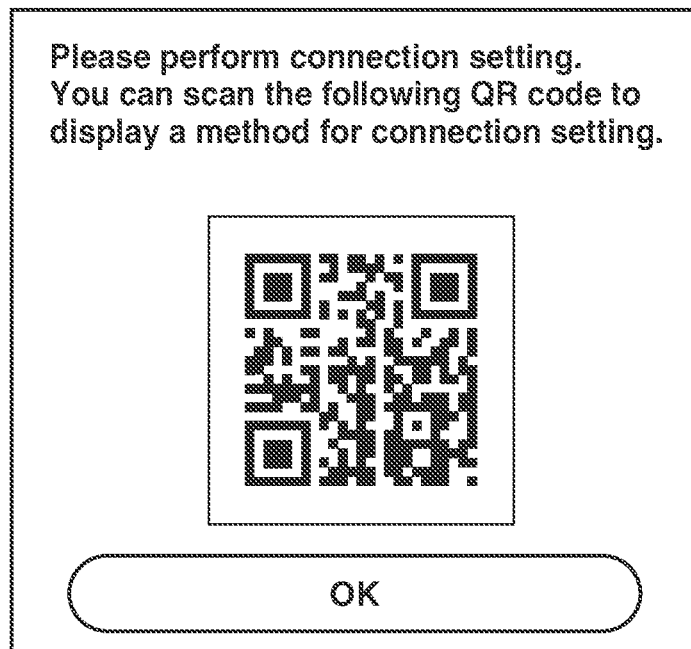 Please perform connection setting.
You can scan the following QR code to
display a method for connection setting.
OK